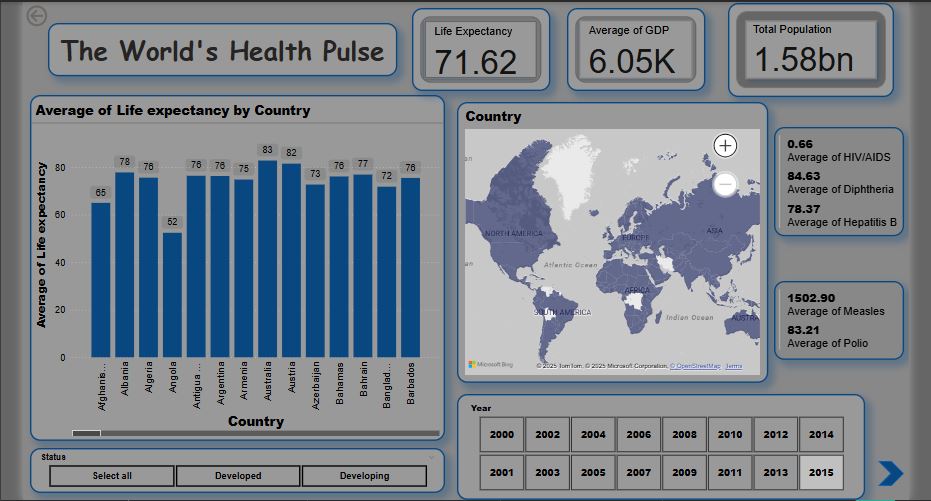 The World's Health Pulse
Life Expectancy
71.62
Average of GDP
6.05K
Total Population
1.58bn
Average of Life expectancy by Country
Average of Life expectancy
80
60
40
20
0
65
78
76
52
76
76
75
83
82
73
76
77
72
76
Afghanis...
Albania
Algeria
Angola
Antigua ...
Argentina
Armenia
Australia
Austria
Azerbaijan
Bahamas
Bahrain
Banglad...
Barbados
Country
Status
Select all
Developed
Developing
Country
NORTH AMERICA
EUROPE
ASIA
Atlantic Ocean
AFRICA
SOUTH AMERICA
Indian Ocean
AUSTRA
Microsoft Bing
© 2025 TomTom, © 2025 Microsoft Corporation, © OpenStreetMap Terms
0.66
Average of HIV/AIDS
84.63
Average of Diphtheria
78.37
Average of Hepatitis B
1502.90
Average of Measles
83.21
Average of Polio
Year
2000 2002 2004 2006 2008 2010 2012 2014
2001 2003 2005 2007 2009 2011 2013 2015